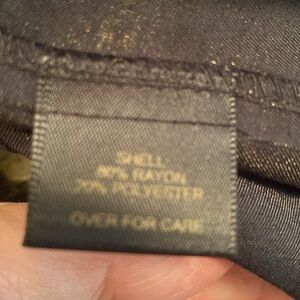 SHELL:
80% RAYON
20% POLYESTER
OVER FOR CARE